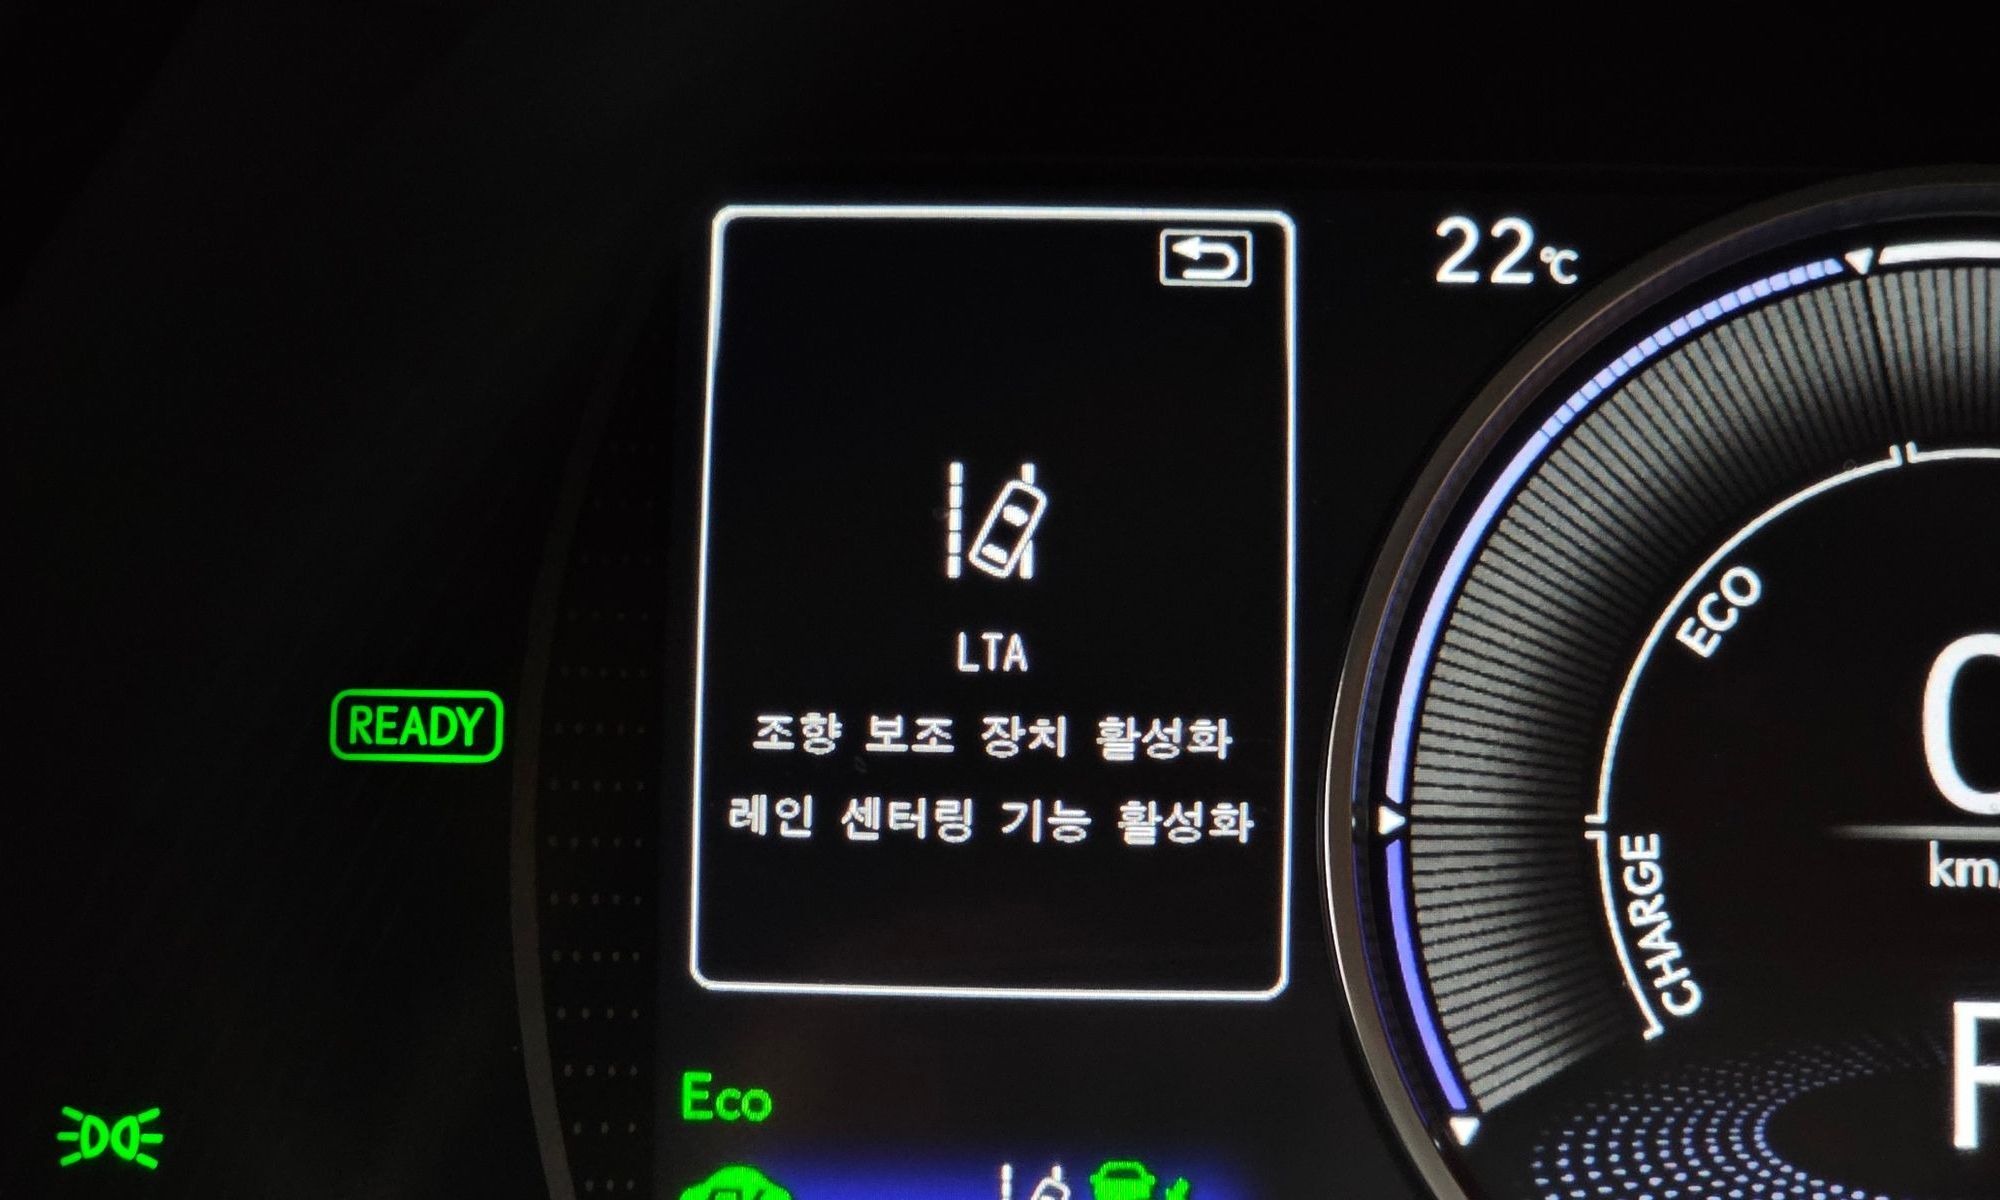 22℃
LTA
조향 보조 장치 활성화
레인 센터링 기능 활성화
READY
ECO
CHARGE
Eco